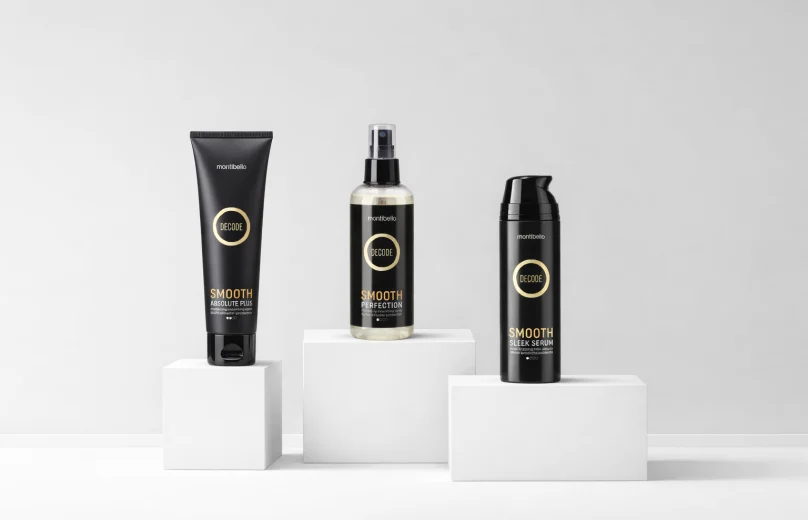 montibello
DECODE
SMOOTH
ABSOLUTE PLUS
montibello
DECODE
SMOOTH
PERFECTION
montibello
DECODE
SMOOTH
SLEEK SERUM